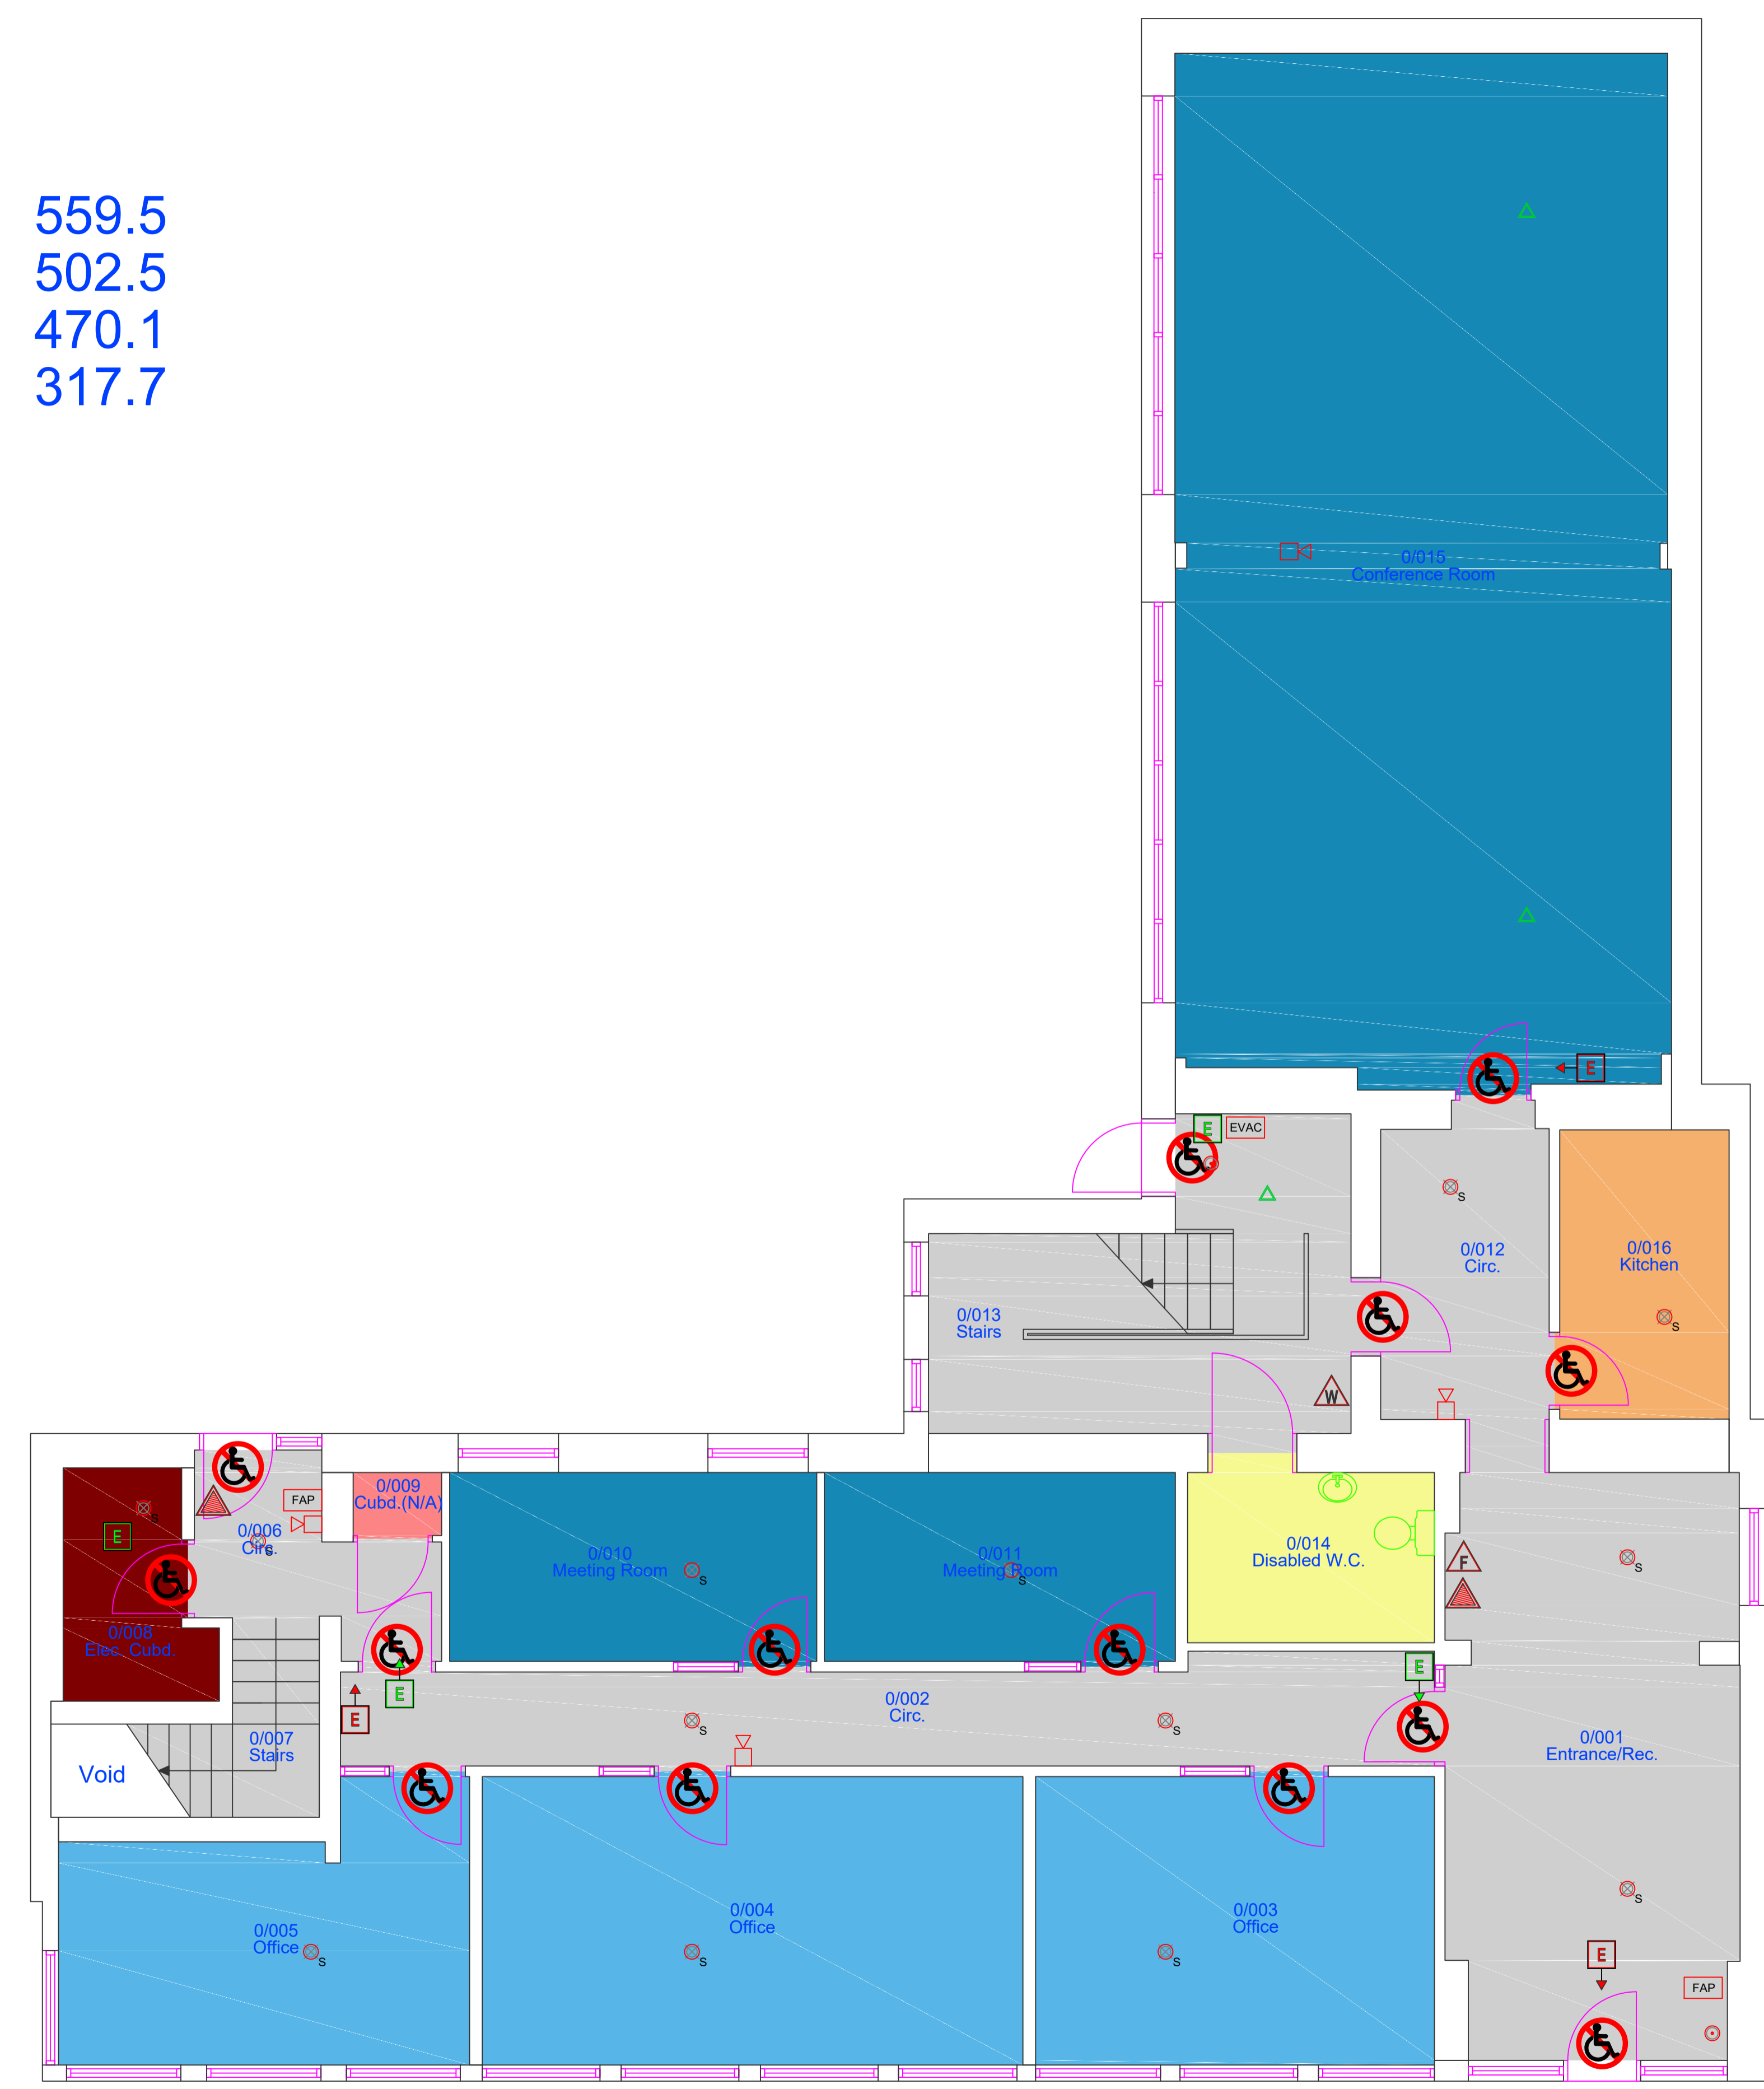 559.5
502.5
470.1
317.7
0/015
Conference Room
E
E
EVAC
S
0/012
Circ.
0/016
Kitchen
S
0/013
Stairs
W
FAP
0/009
Cubd.(N/A)
S
E
0/006
Circ.
S
0/010
Meeting Room
S
0/011
Meeting Room
S
0/014
Disabled W.C.
F
S
0/008
Elec. Cubd.
E
E
E
0/002
Circ.
S
S
0/007
Stairs
Void
0/001
Entrance/Rec.
0/005
Office
S
0/004
Office
S
0/003
Office
S
S
E
FAP